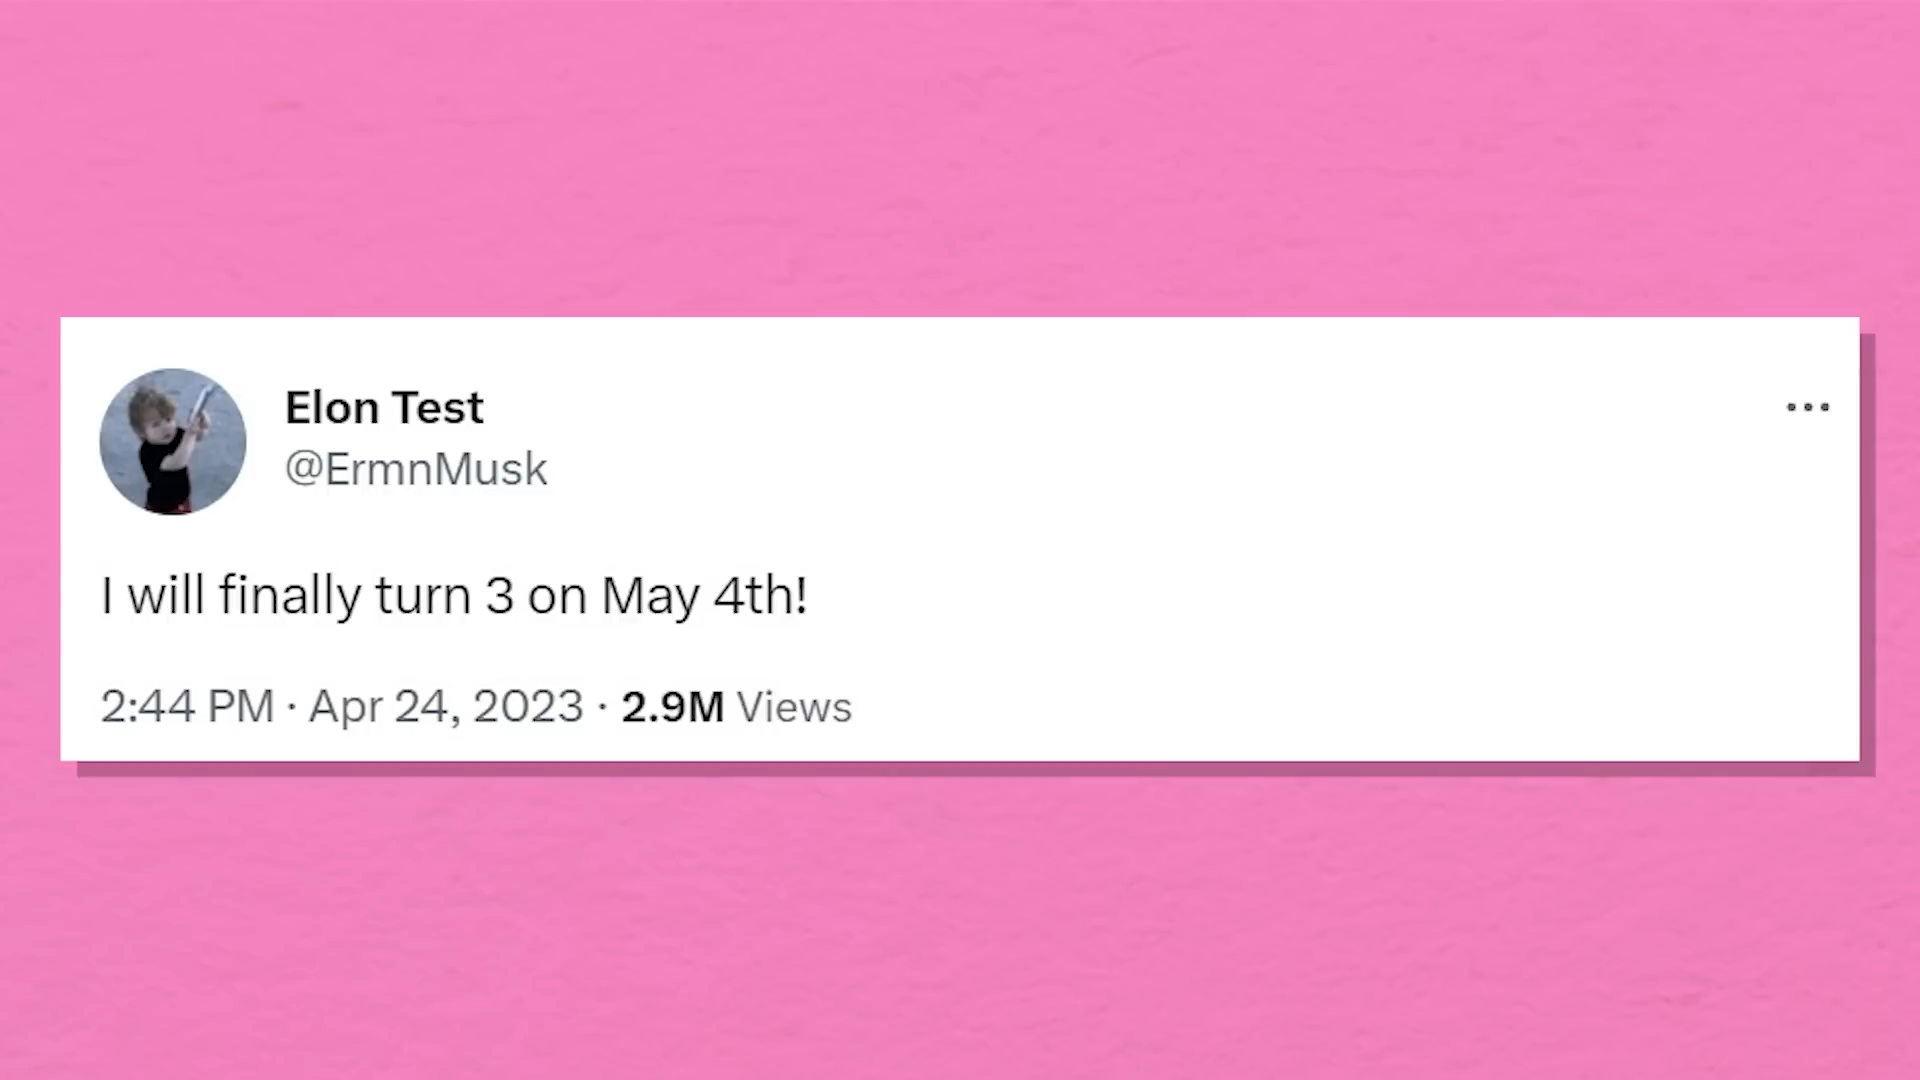 Elon Test
@ErmnMusk
I will finally turn 3 on May 4th!
2:44 PM · Apr 24, 2023 · 2.9M Views